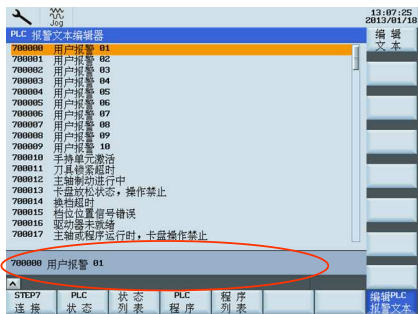 Jog
13:07:25
2013/01/18
PLC 报警文本编辑器
编辑
文本
700000 用户报警 01
700001 用户报警 02
700002 用户报警 03
700003 用户报警 04
700004 用户报警 05
700005 用户报警 06
700006 用户报警 07
700007 用户报警 08
700008 用户报警 09
700009 用户报警 10
700010 手持单元激活
700011 刀具锁紧超时
700012 主轴制动进行中
700013 卡盘放松状态，操作禁止
700014 换档超时
700015 档位位置信号错误
700016 驱动器未就绪
700017 主轴或程序运行时，卡盘操作禁止
700000 用户报警 01
STEP7
连接
PLC
状态
状态
列表
PLC
程序
程序
列表
编辑PLC
报警文本